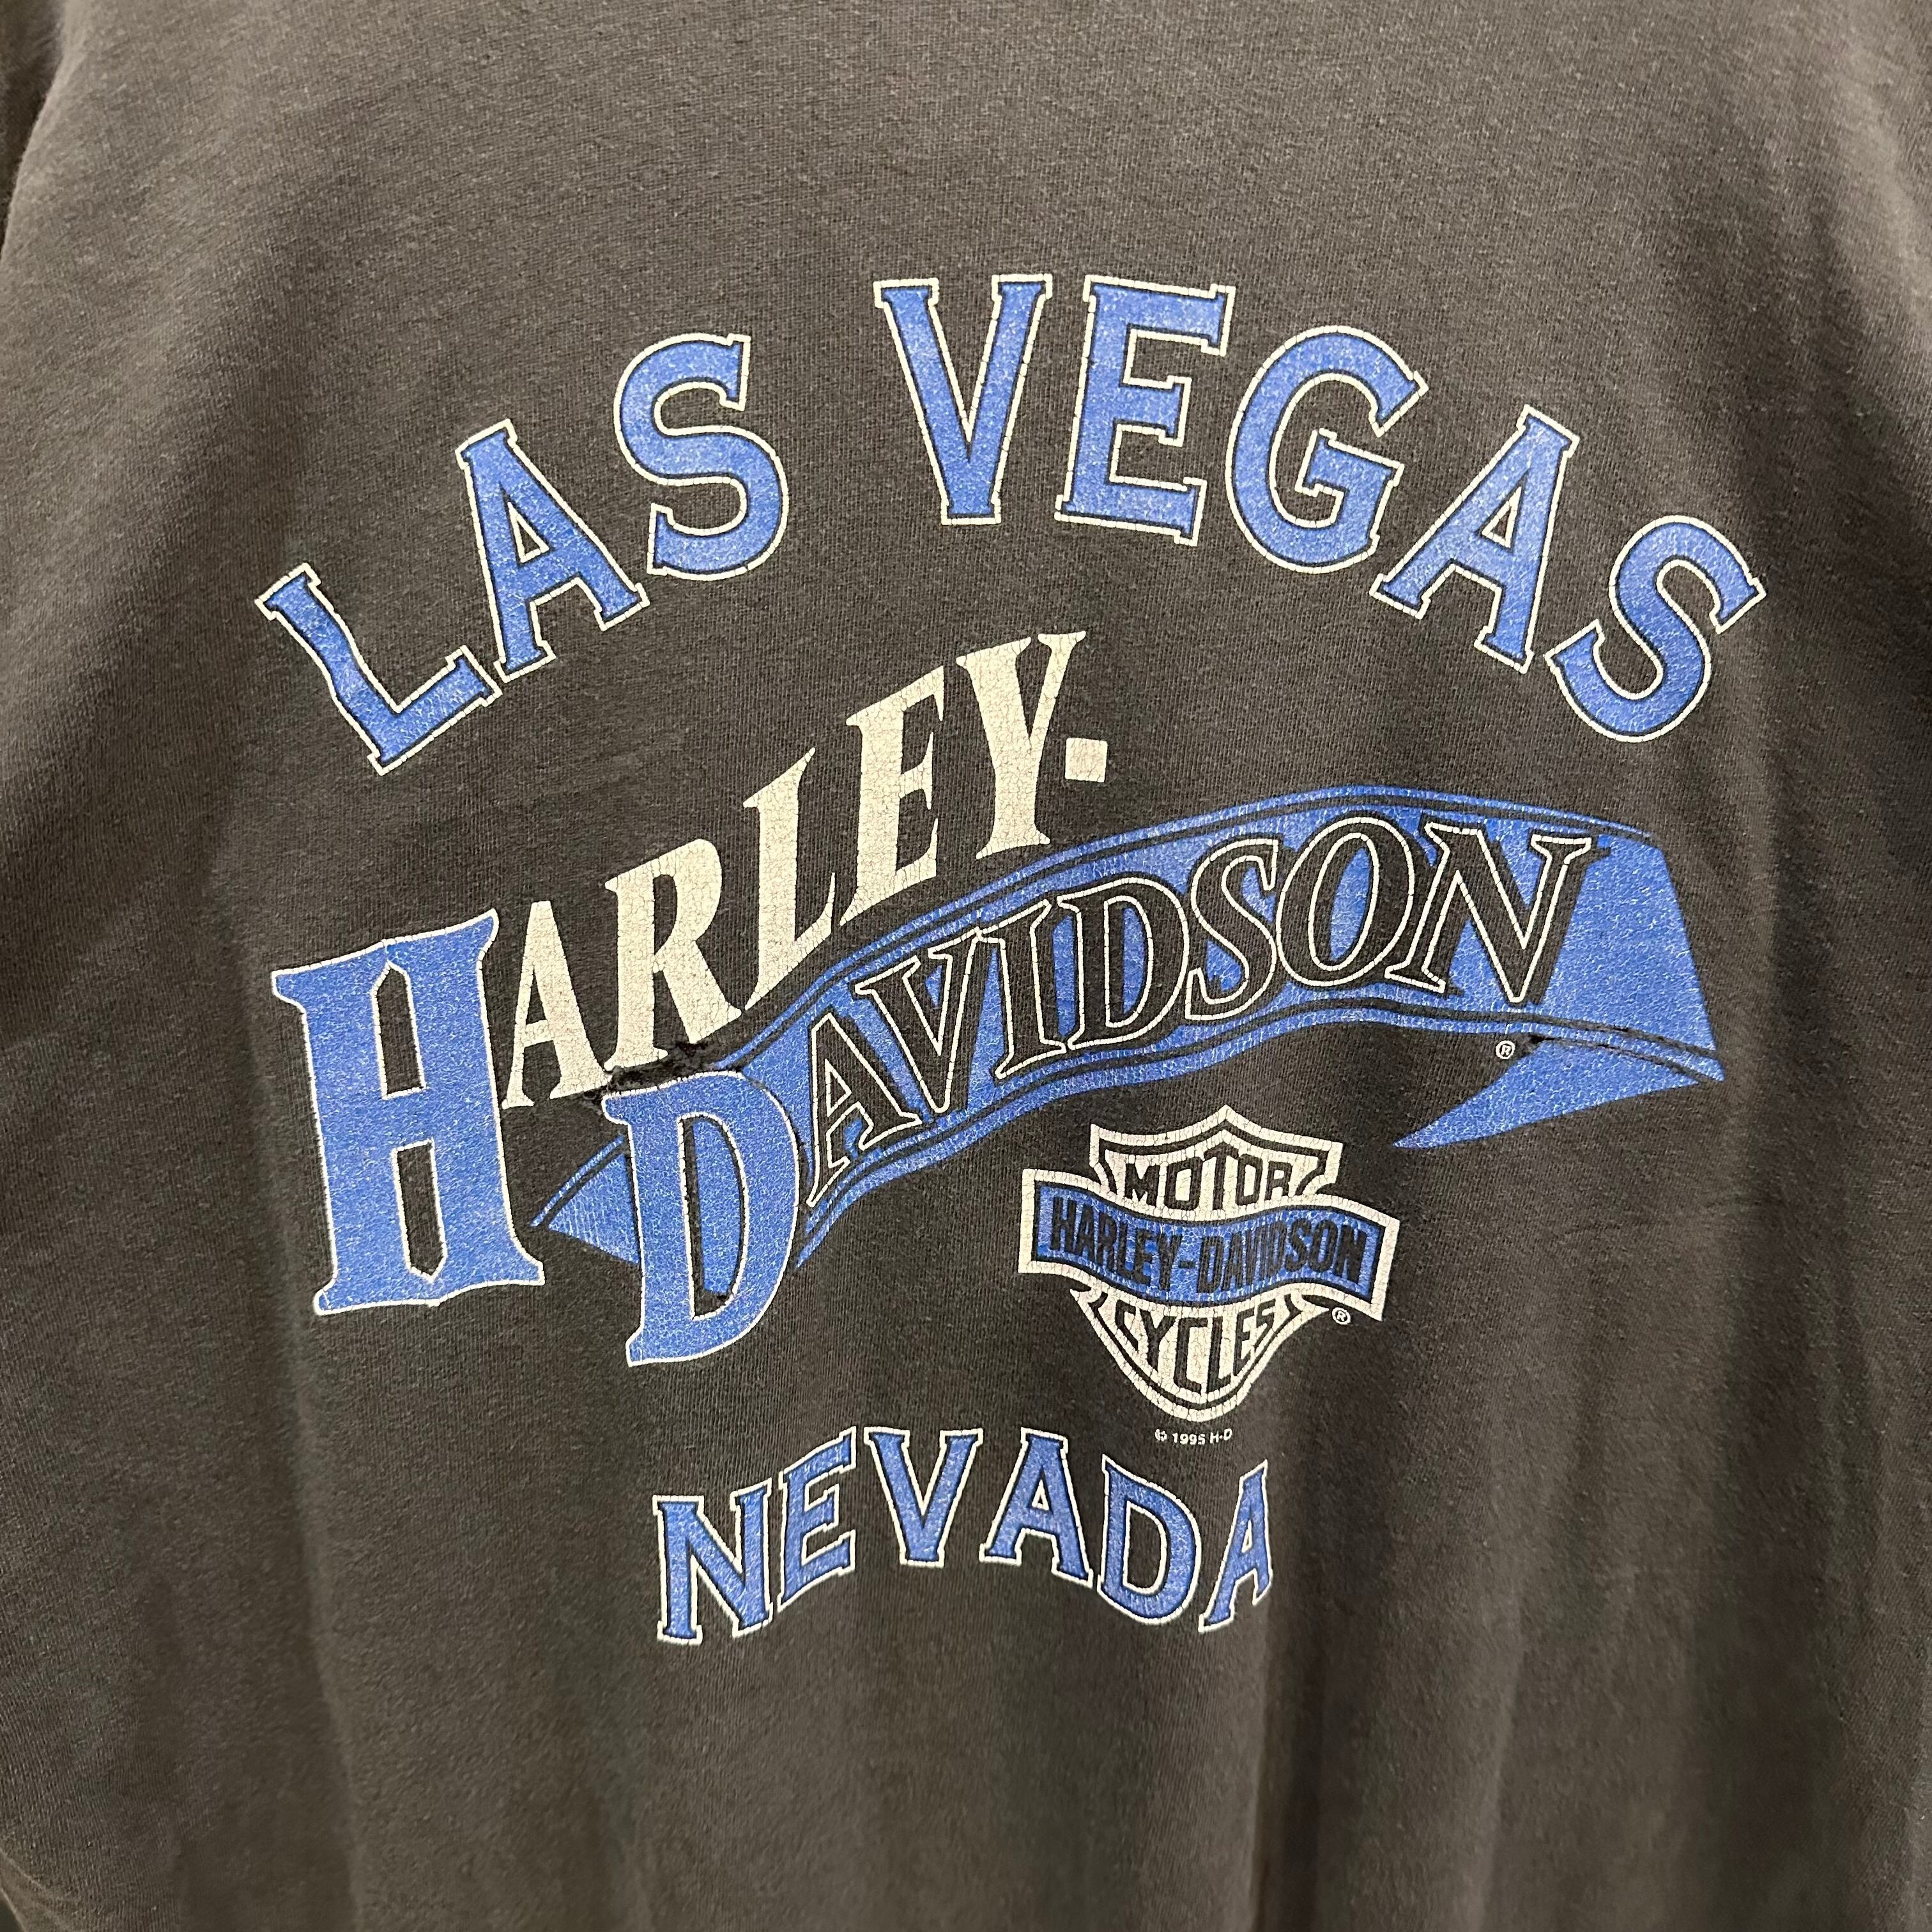 LAS VEGAS
HARLEY-
DAVIDSON
®
MOTOR
HARLEY-DAVIDSON
CYCLES
®
© 1995 H-D
NEVADA